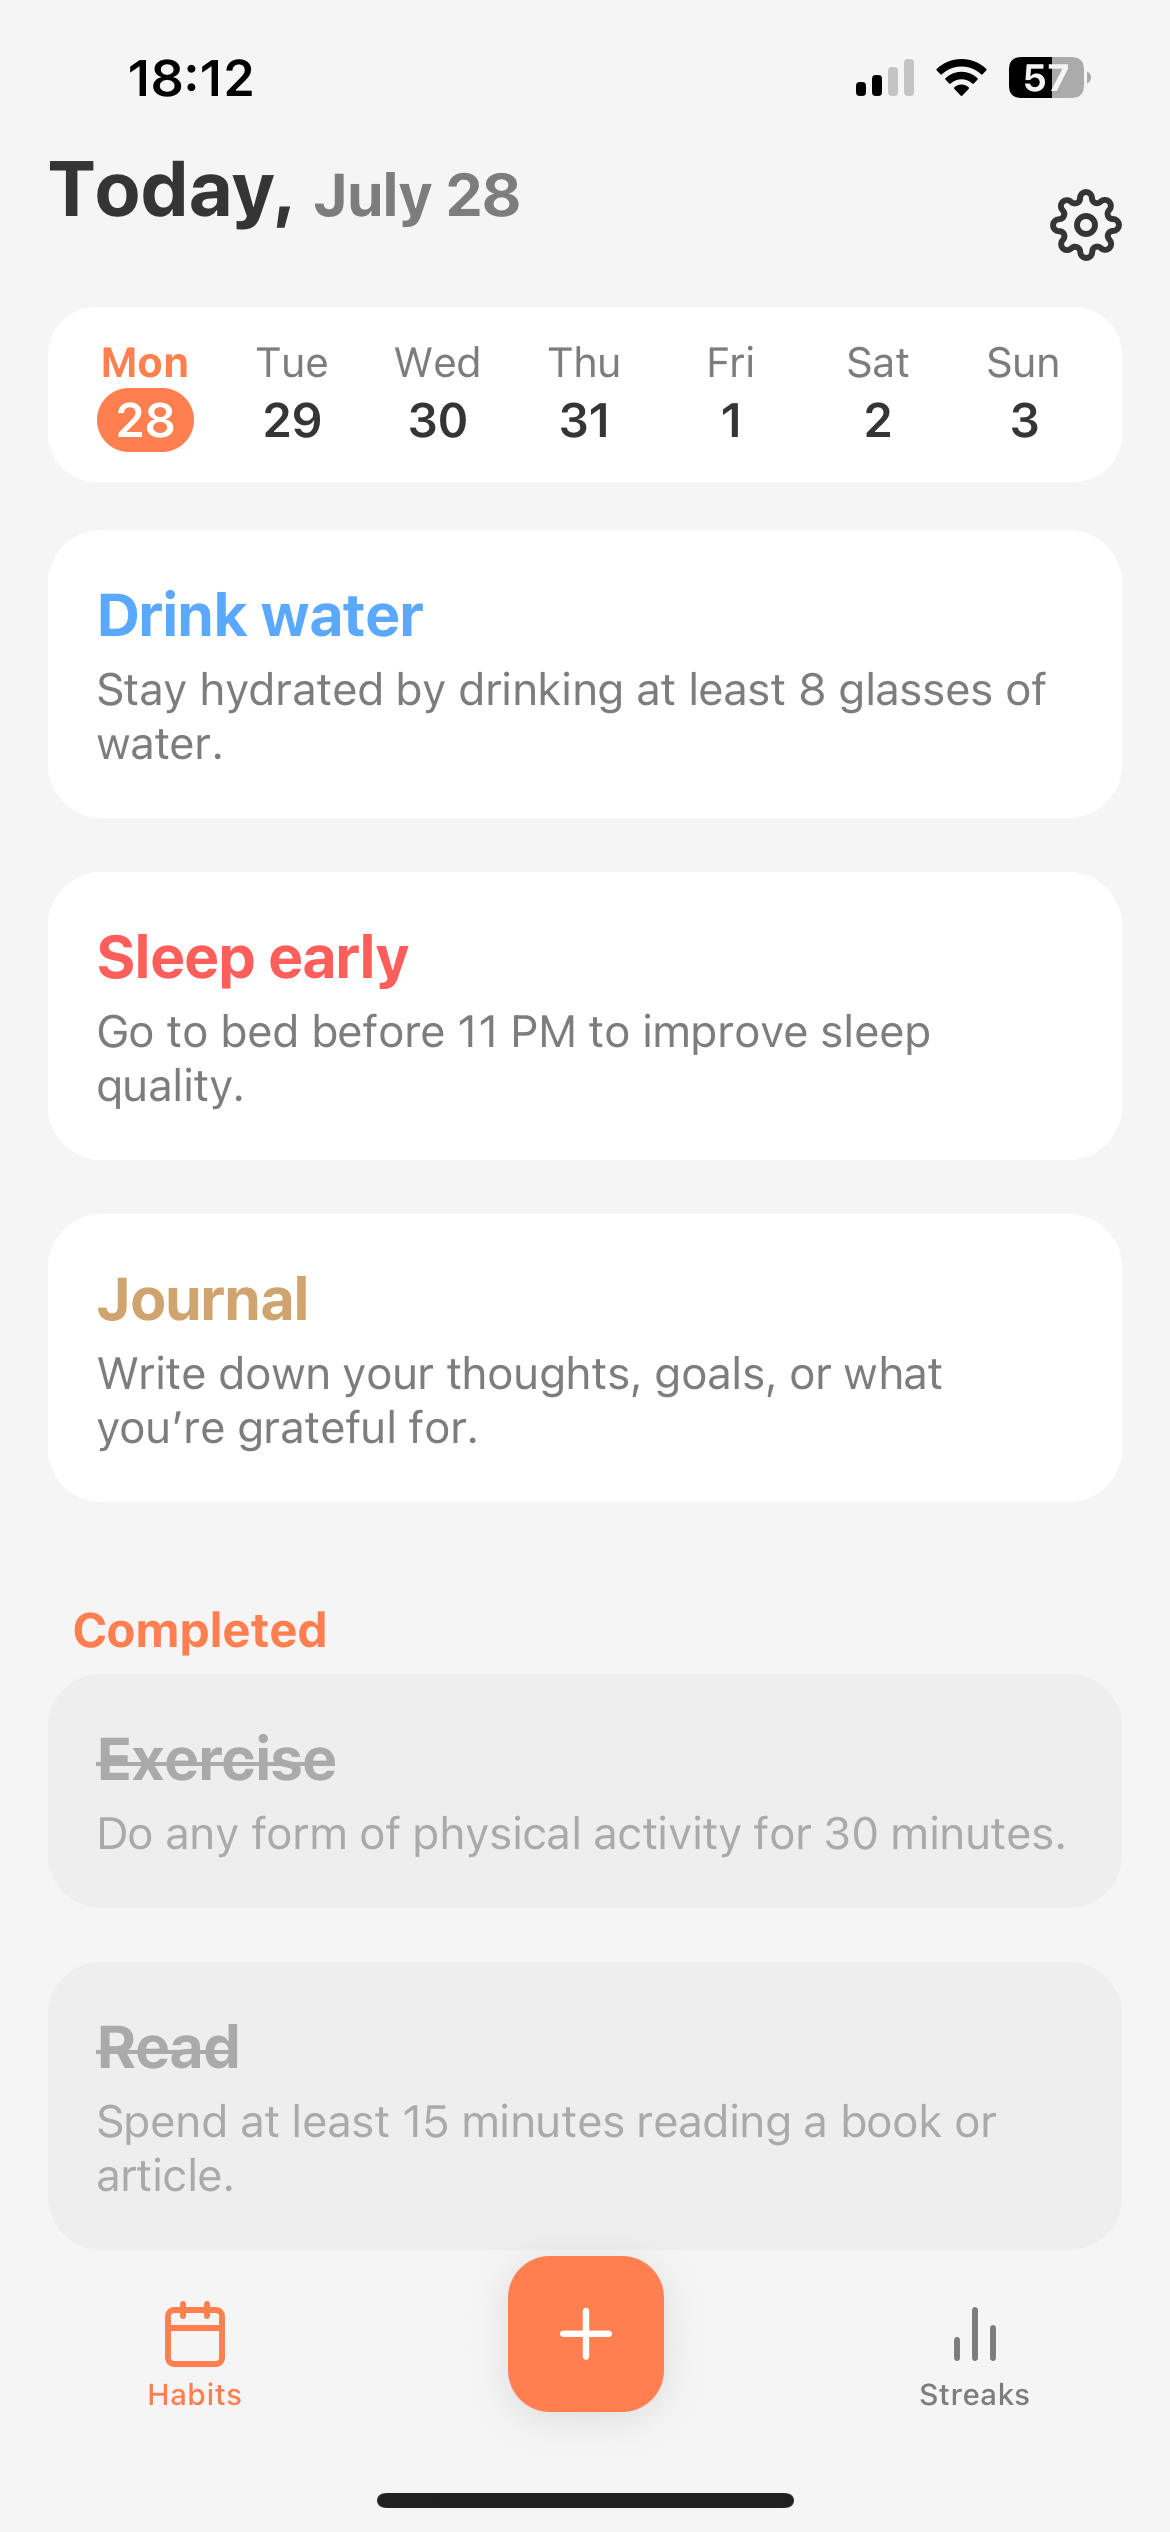 18:12
57
Today, July 28
Mon Tue Wed Thu Fri Sat Sun
28 29 30 31 1 2 3
Drink water
Stay hydrated by drinking at least 8 glasses of
water.
Sleep early
Go to bed before 11 PM to improve sleep
quality.
Journal
Write down your thoughts, goals, or what
you’re grateful for.
Completed
Exercise
Do any form of physical activity for 30 minutes.
Read
Spend at least 15 minutes reading a book or
article.
Habits
Streaks